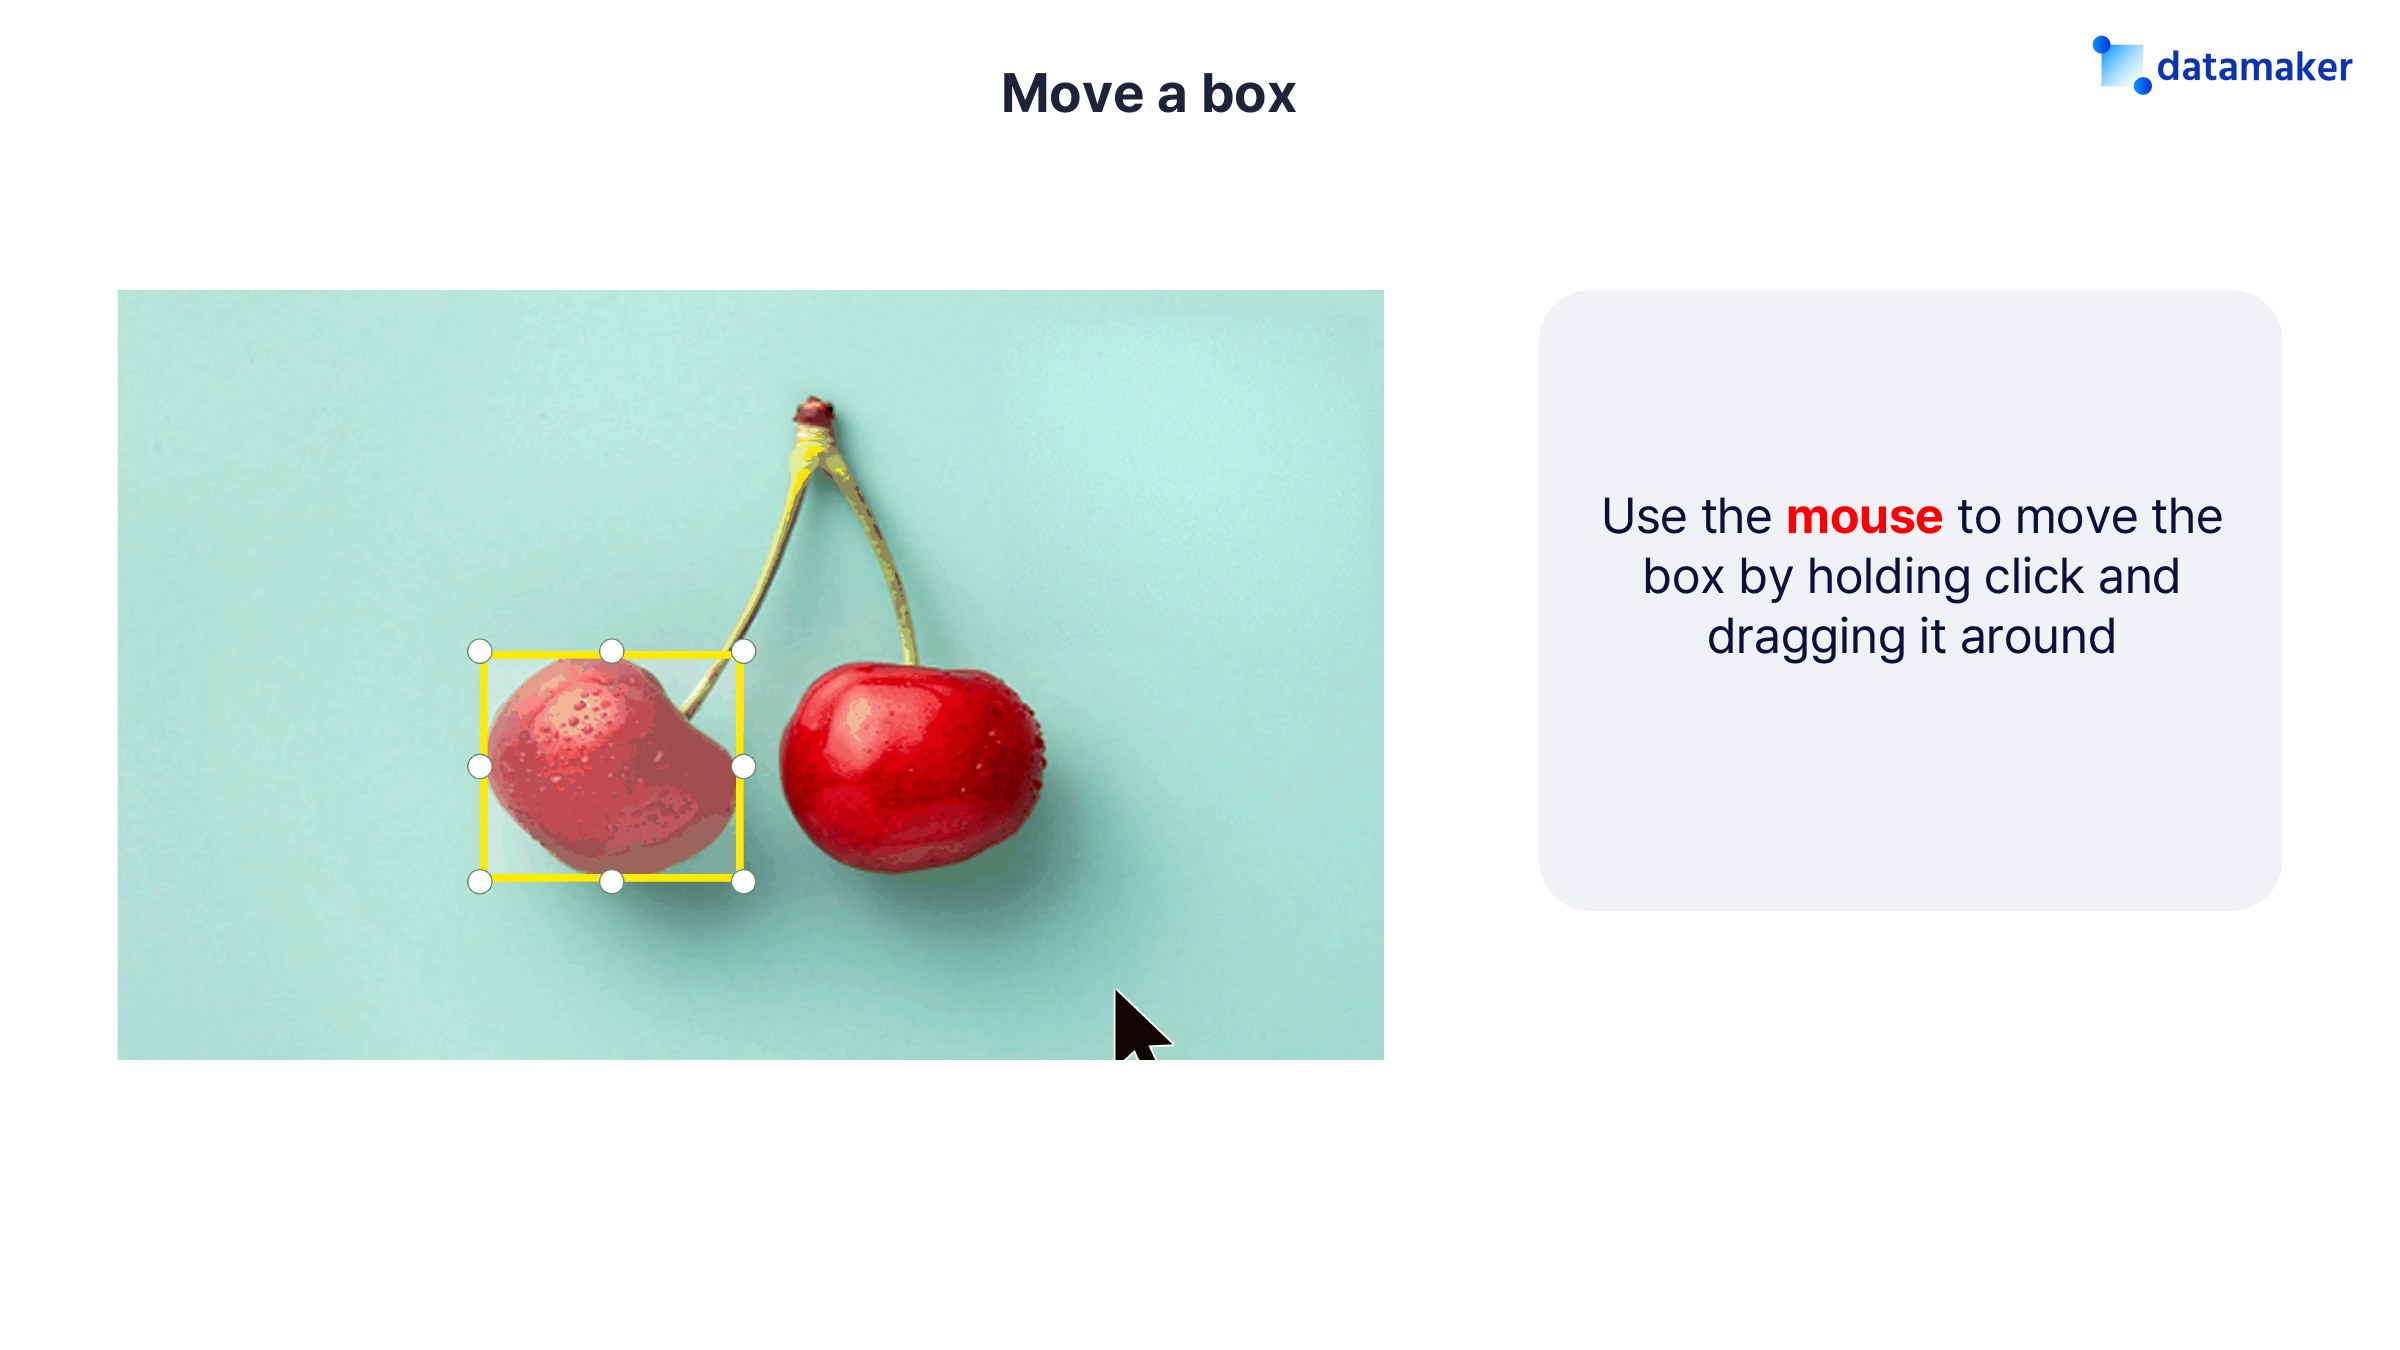 datamaker
Move a box
Use the mouse to move the
box by holding click and
dragging it around